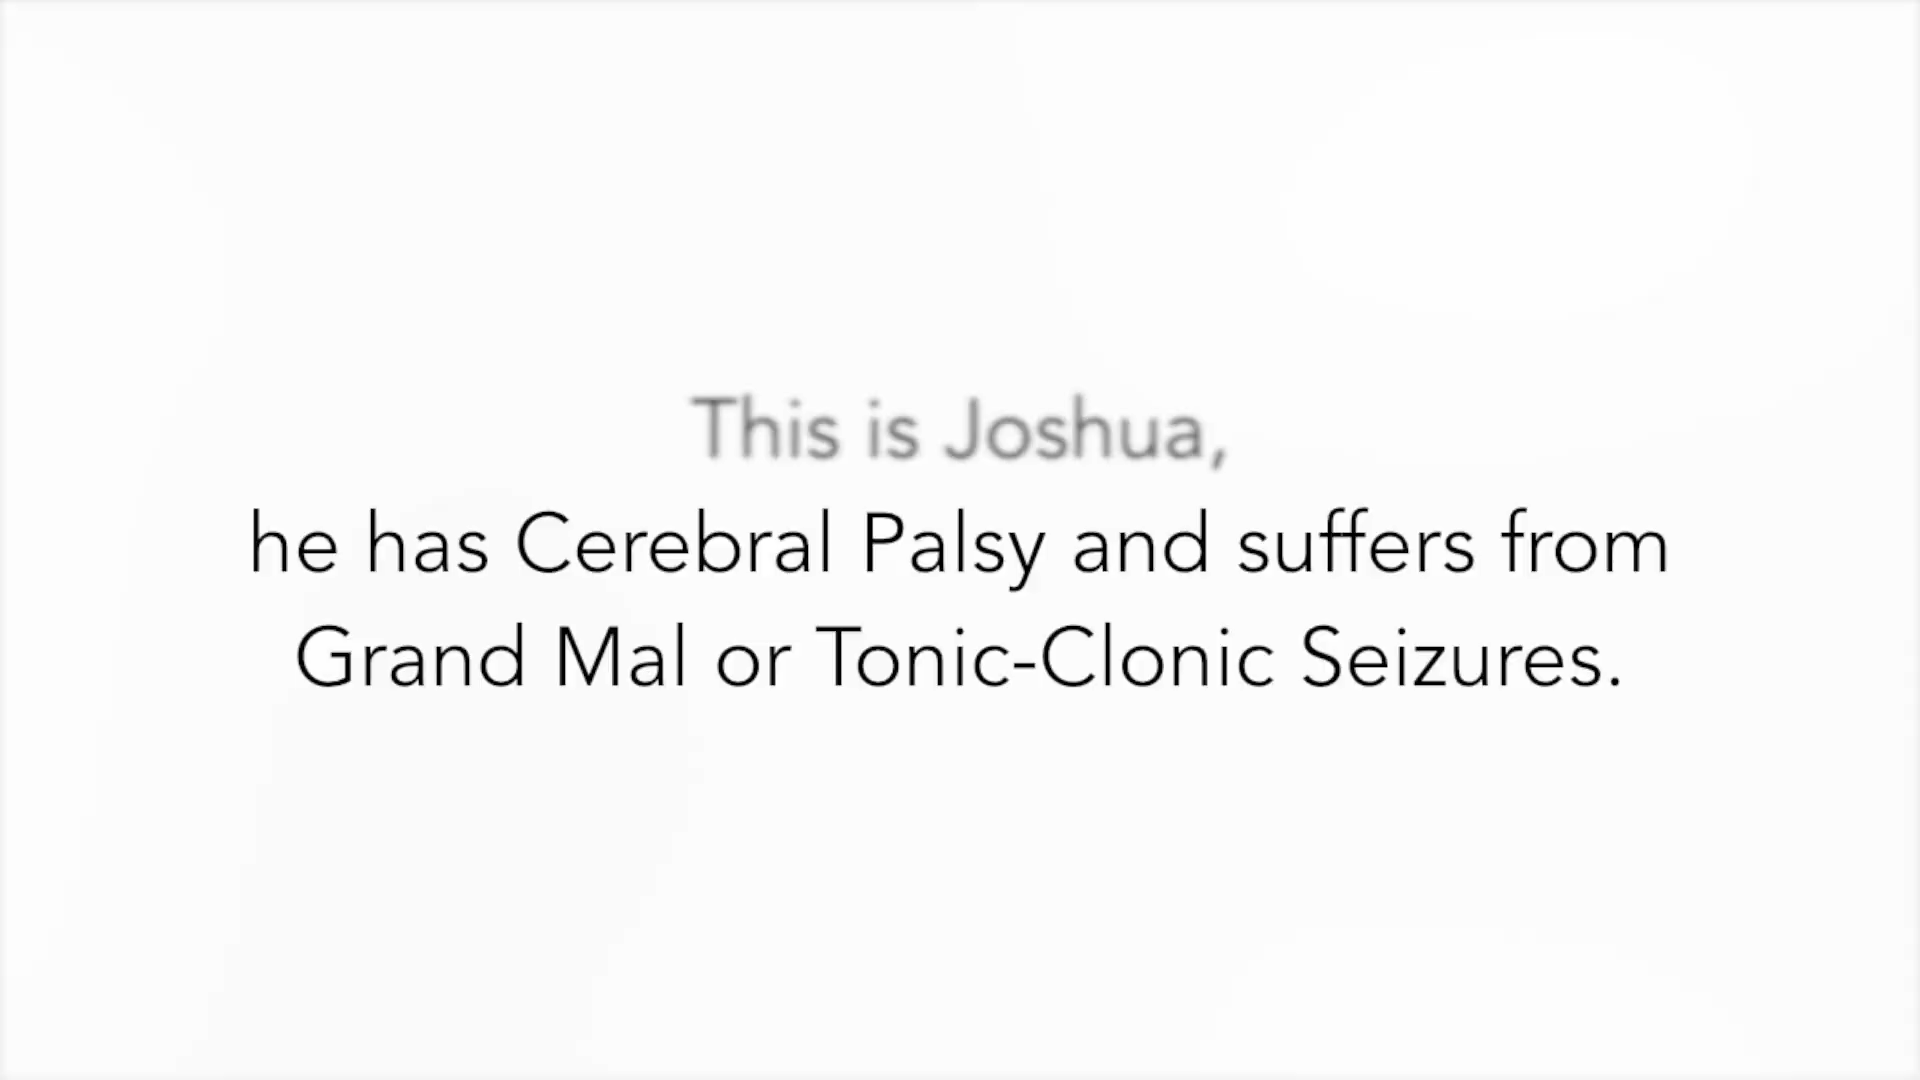 This is Joshua,
he has Cerebral Palsy and suffers from
Grand Mal or Tonic-Clonic Seizures.